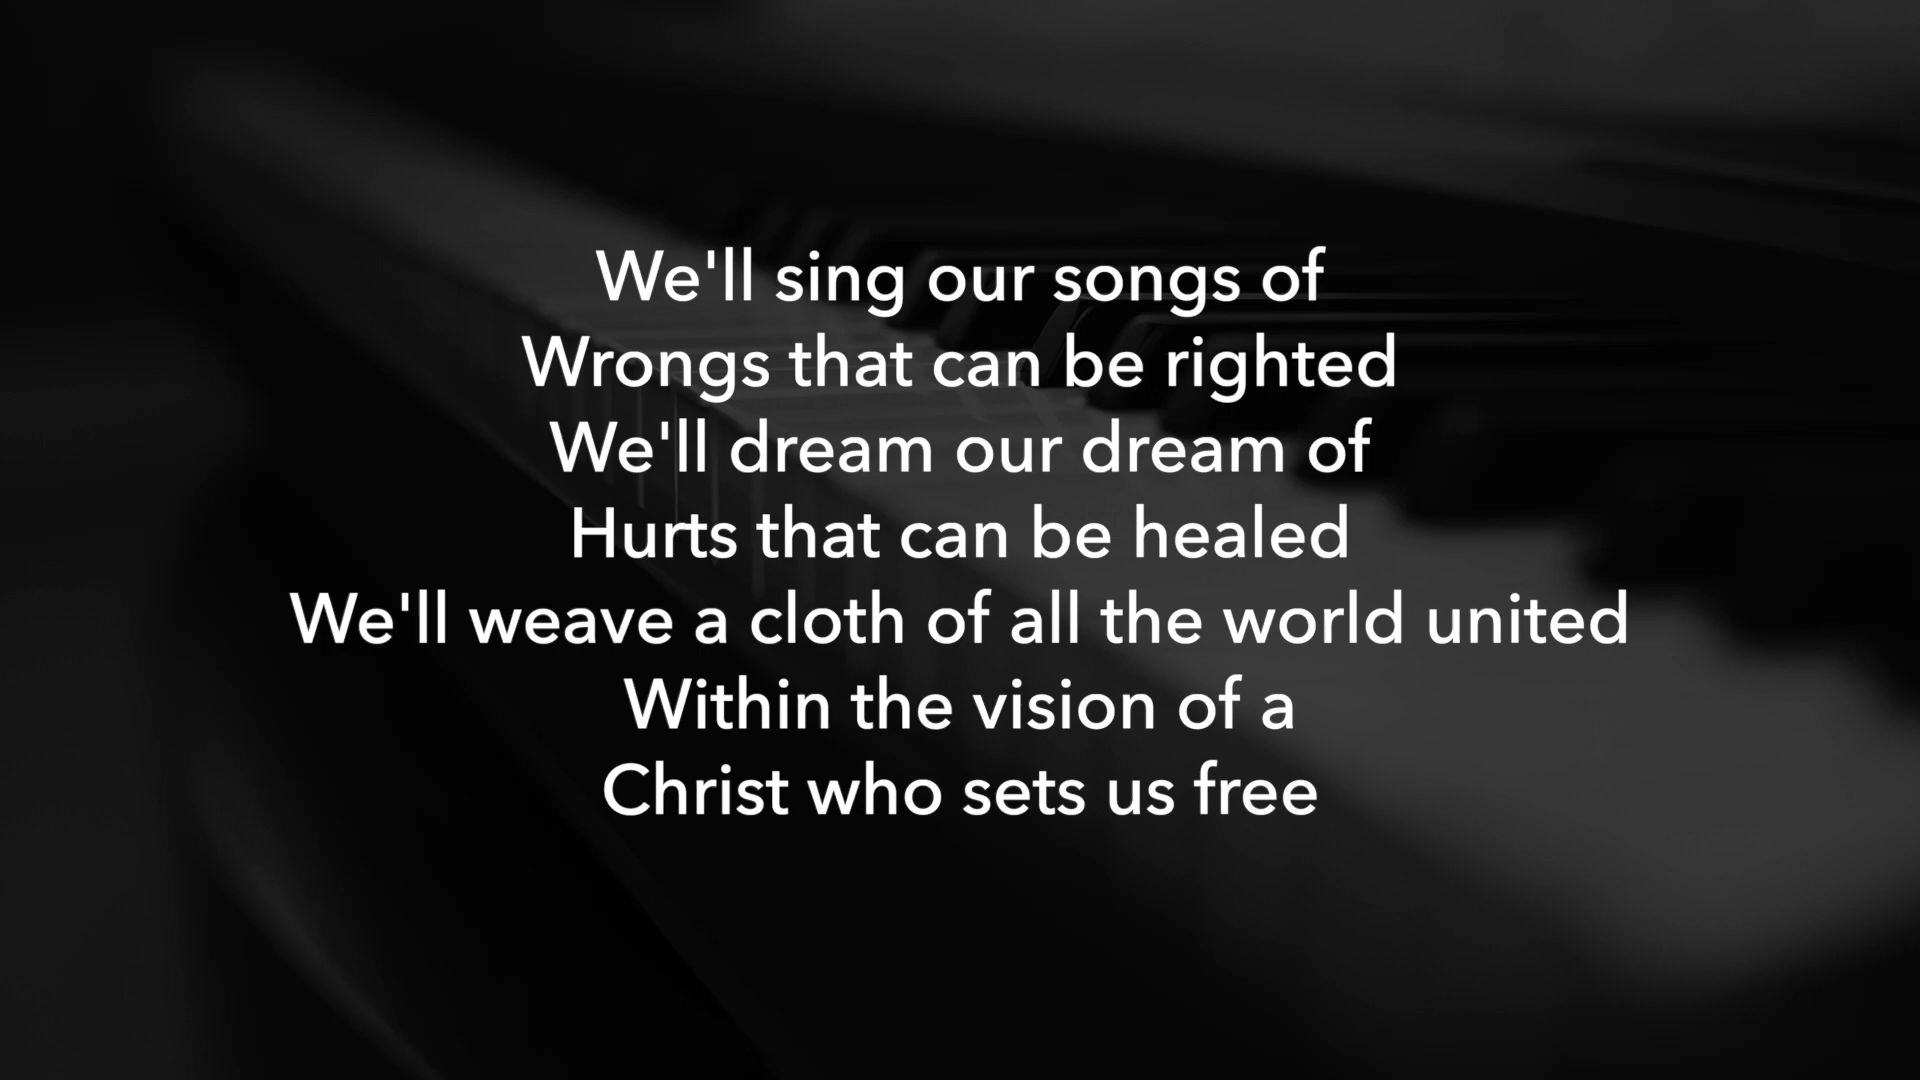 We'll sing our songs of
Wrongs that can be righted
We'll dream our dream of
Hurts that can be healed
We'll weave a cloth of all the world united
Within the vision of a
Christ who sets us free